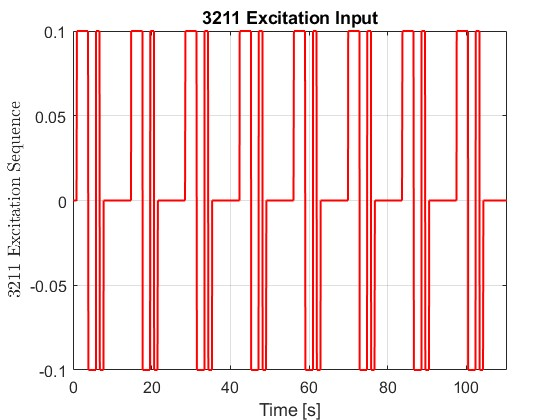 3211 Excitation Input
0.1
0.05
0
-0.05
-0.1
3211 Excitation Sequence
0 20 40 60 80 100
Time [s]